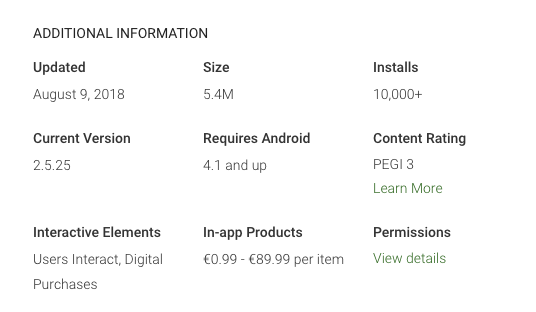 ADDITIONAL INFORMATION
Updated
August 9, 2018
Size
5.4M
Installs
10,000+
Current Version
2.5.25
Requires Android
4.1 and up
Content Rating
PEGI 3
Learn More
Interactive Elements
Users Interact, Digital
Purchases
In-app Products
€0.99 - €89.99 per item
Permissions
View details